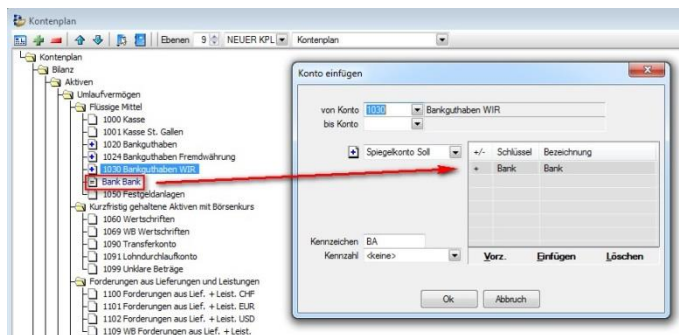 Kontenplan
Ebenen 9 NEUER KPL Kontenplan
Kontenplan
Bilanz
Aktiven
Umlaufvermögen
Flüssige Mittel
1000 Kasse
1001 Kasse St. Gallen
1020 Bankguthaben
1024 Bankguthaben Fremdwährung
1030 Bankguthaben WIR
Bank Bank
1050 Festgeldanlagen
Kurzfristig gehaltene Aktiven mit Börsenkurs
1060 Wertschriften
1069 WB Wertschriften
1090 Transferkonto
1091 Lohndurchlaufkonto
1099 Unklare Beträge
Forderungen aus Lieferungen und Leistungen
1100 Forderungen aus Lief. + Leist. CHF
1101 Forderungen aus Lief. + Leist. EUR
1102 Forderungen aus Lief. + Leist. USD
1109 WB Forderungen aus Lief. + Leist.
Konto einfügen
von Konto 1030 Bankguthaben WIR
bis Konto
Spiegelkonto Soll
+/- Schlüssel Bezeichnung
+ Bank Bank
Kennzeichen BA
Kennzahl <keine>
Vorz. Einfügen Löschen
Ok Abbruch